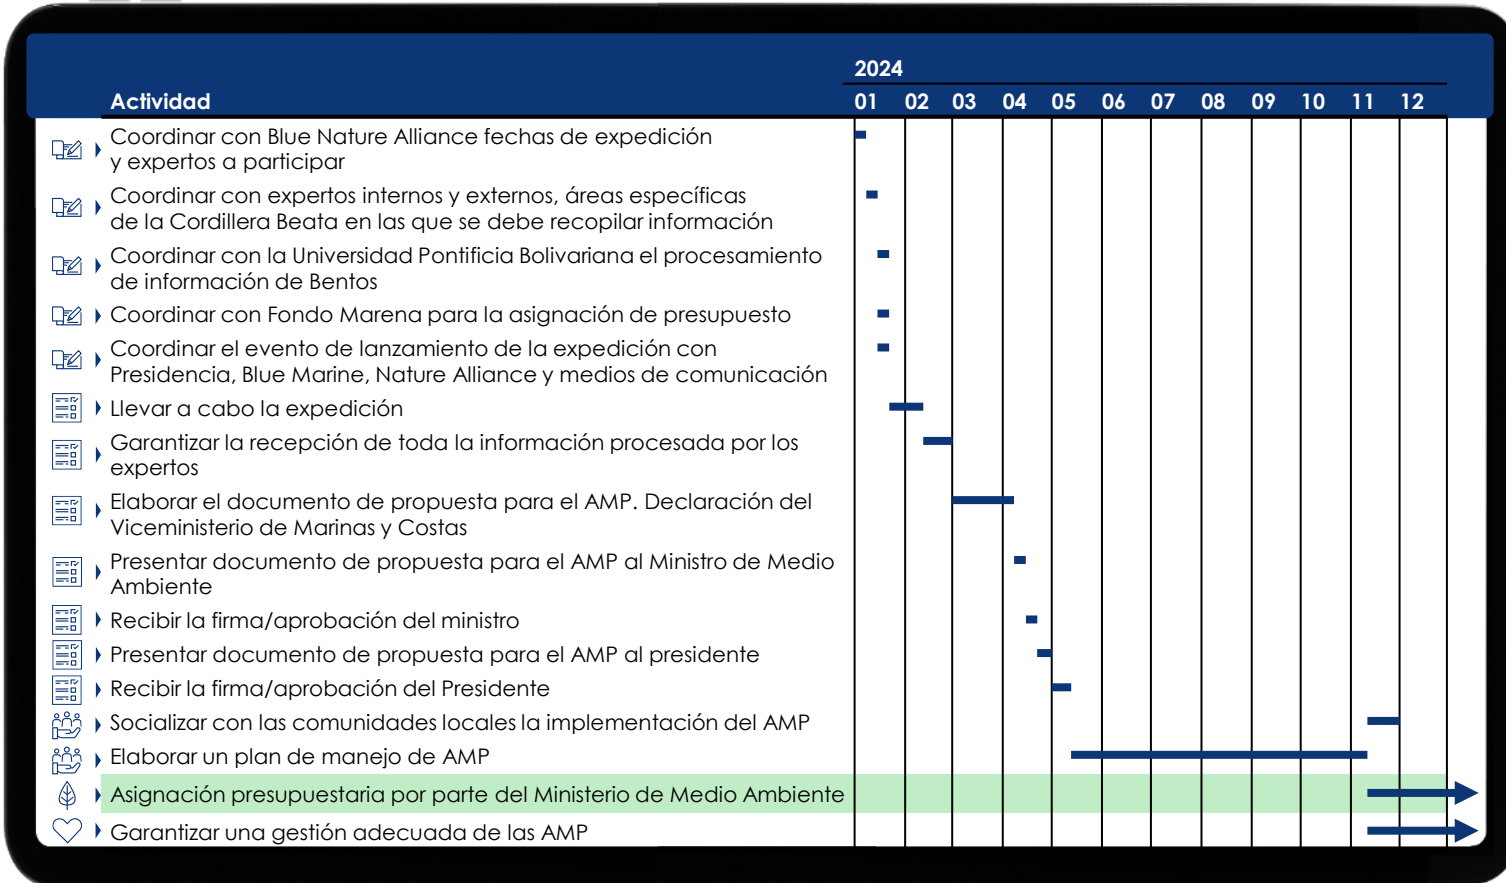 2024
Actividad 01 02 03 04 05 06 07 08 09 10 11 12
Coordinar con Blue Nature Alliance fechas de expedición
y expertos a participar
Coordinar con expertos internos y externos, áreas específicas
de la Cordillera Beata en las que se debe recopilar información
Coordinar con la Universidad Pontificia Bolivariana el procesamiento
de información de Bentos
Coordinar con Fondo Marena para la asignación de presupuesto
Coordinar el evento de lanzamiento de la expedición con
Presidencia, Blue Marine, Nature Alliance y medios de comunicación
Llevar a cabo la expedición
Garantizar la recepción de toda la información procesada por los
expertos
Elaborar el documento de propuesta para el AMP. Declaración del
Viceministerio de Marinas y Costas
Presentar documento de propuesta para el AMP al Ministro de Medio
Ambiente
Recibir la firma/aprobación del ministro
Presentar documento de propuesta para el AMP al presidente
Recibir la firma/aprobación del Presidente
Socializar con las comunidades locales la implementación del AMP
Elaborar un plan de manejo de AMP
Asignación presupuestaria por parte del Ministerio de Medio Ambiente
Garantizar una gestión adecuada de las AMP